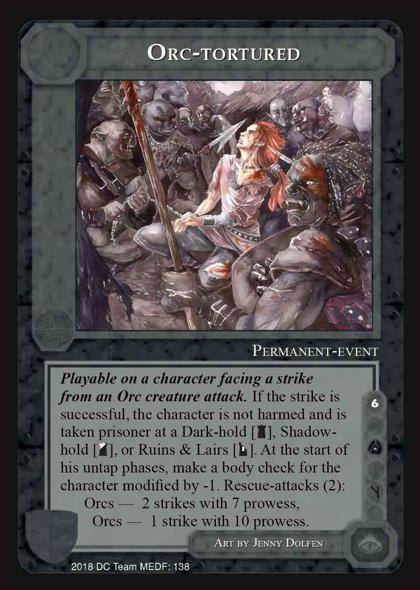 Orc-tortured
Permanent-event
Playable on a character facing a strike
from an Orc creature attack. If the strike is
successful, the character is not harmed and is
taken prisoner at a Dark-hold [], Shadow-
hold [], or Ruins & Lairs []. At the start of
his untap phases, make a body check for the
character modified by -1. Rescue-attacks (2):
Orcs — 2 strikes with 7 prowess,
Orcs — 1 strike with 10 prowess.
6
Art by Jenny Dolfen
2018 DC Team MEDF: 138